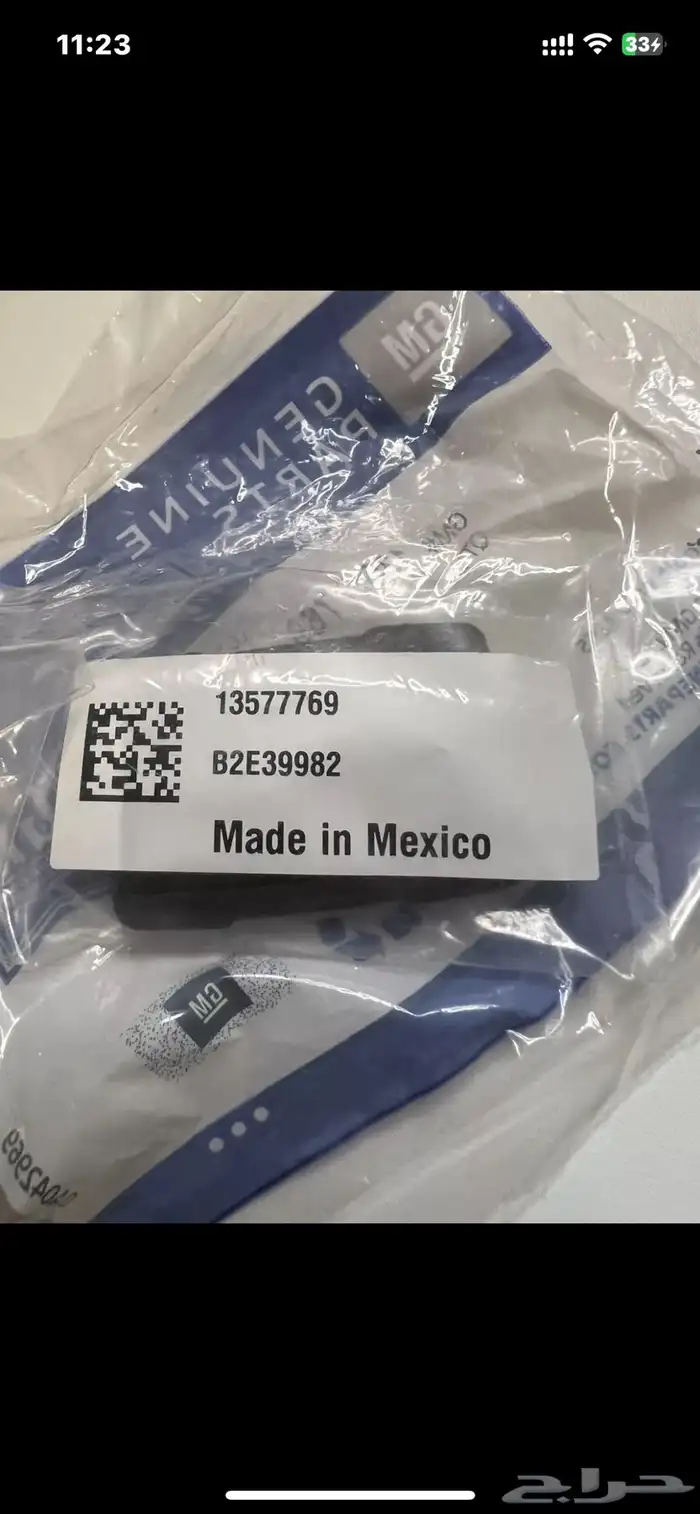 11:23
33
GM
GENUINE
PARTS
13577769
B2E39982
Made in Mexico
GM
حراج